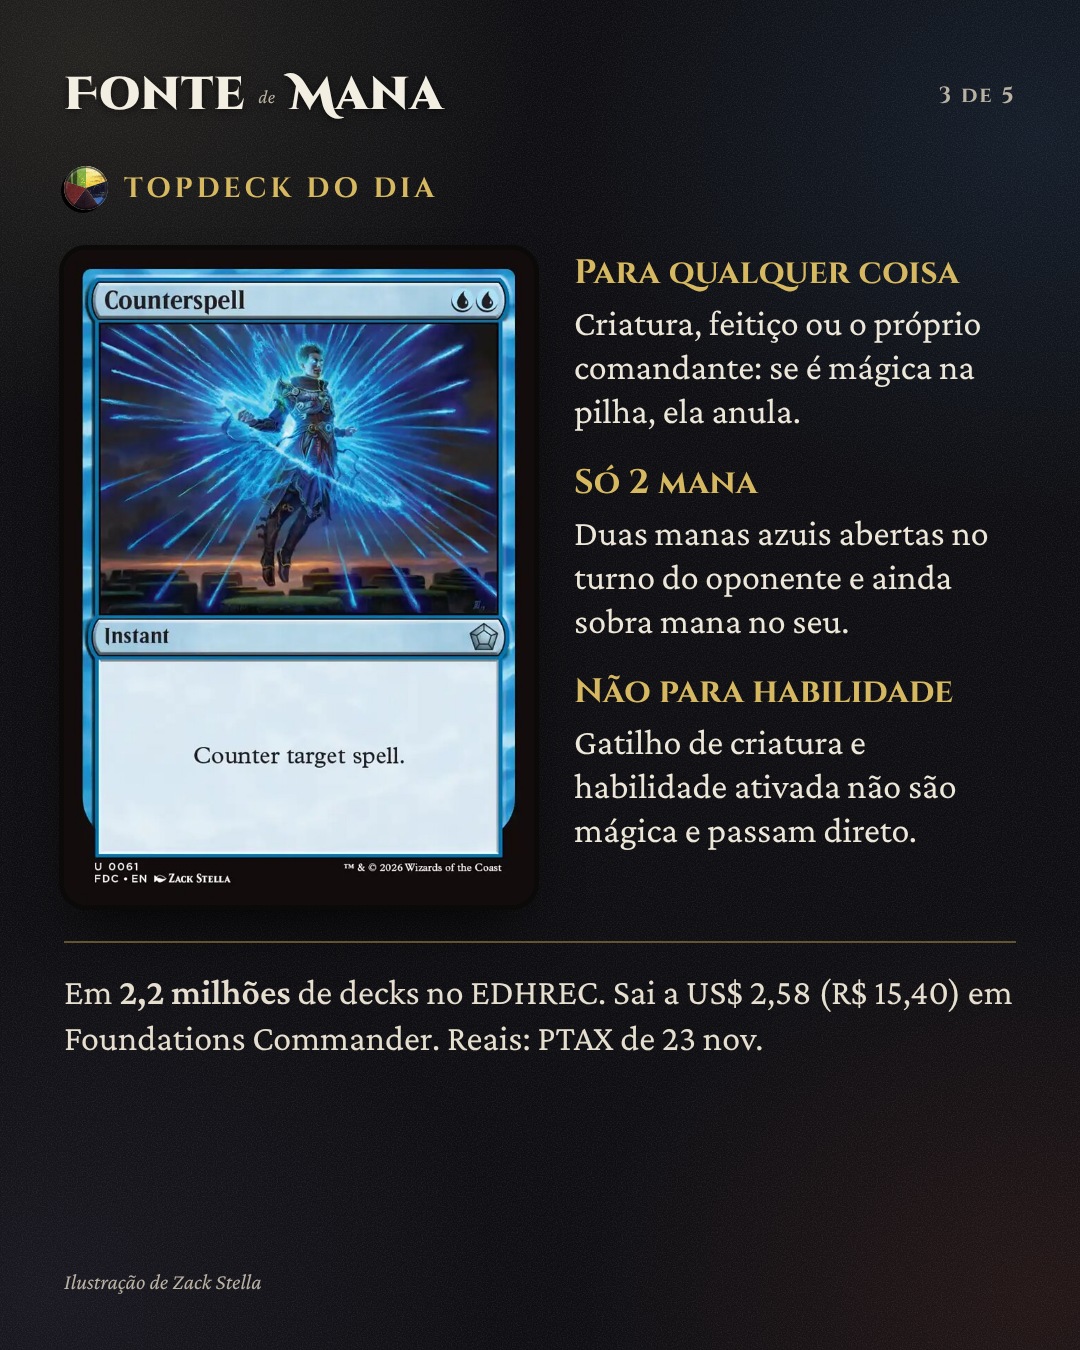 Fonte de Mana
3 de 5
Topdeck do dia
Counterspell
Instant
Counter target spell.
U 0061
FDC • EN Zack Stella
™ & © 2026 Wizards of the Coast
Para qualquer coisa
Criatura, feitiço ou o próprio
comandante: se é mágica na
pilha, ela anula.
Só 2 mana
Duas manas azuis abertas no
turno do oponente e ainda
sobra mana no seu.
Não para habilidade
Gatilho de criatura e
habilidade ativada não são
mágica e passam direto.
Em 2,2 milhões de decks no EDHREC. Sai a US$ 2,58 (R$ 15,40) em
Foundations Commander. Reais: PTAX de 23 nov.
Ilustração de Zack Stella